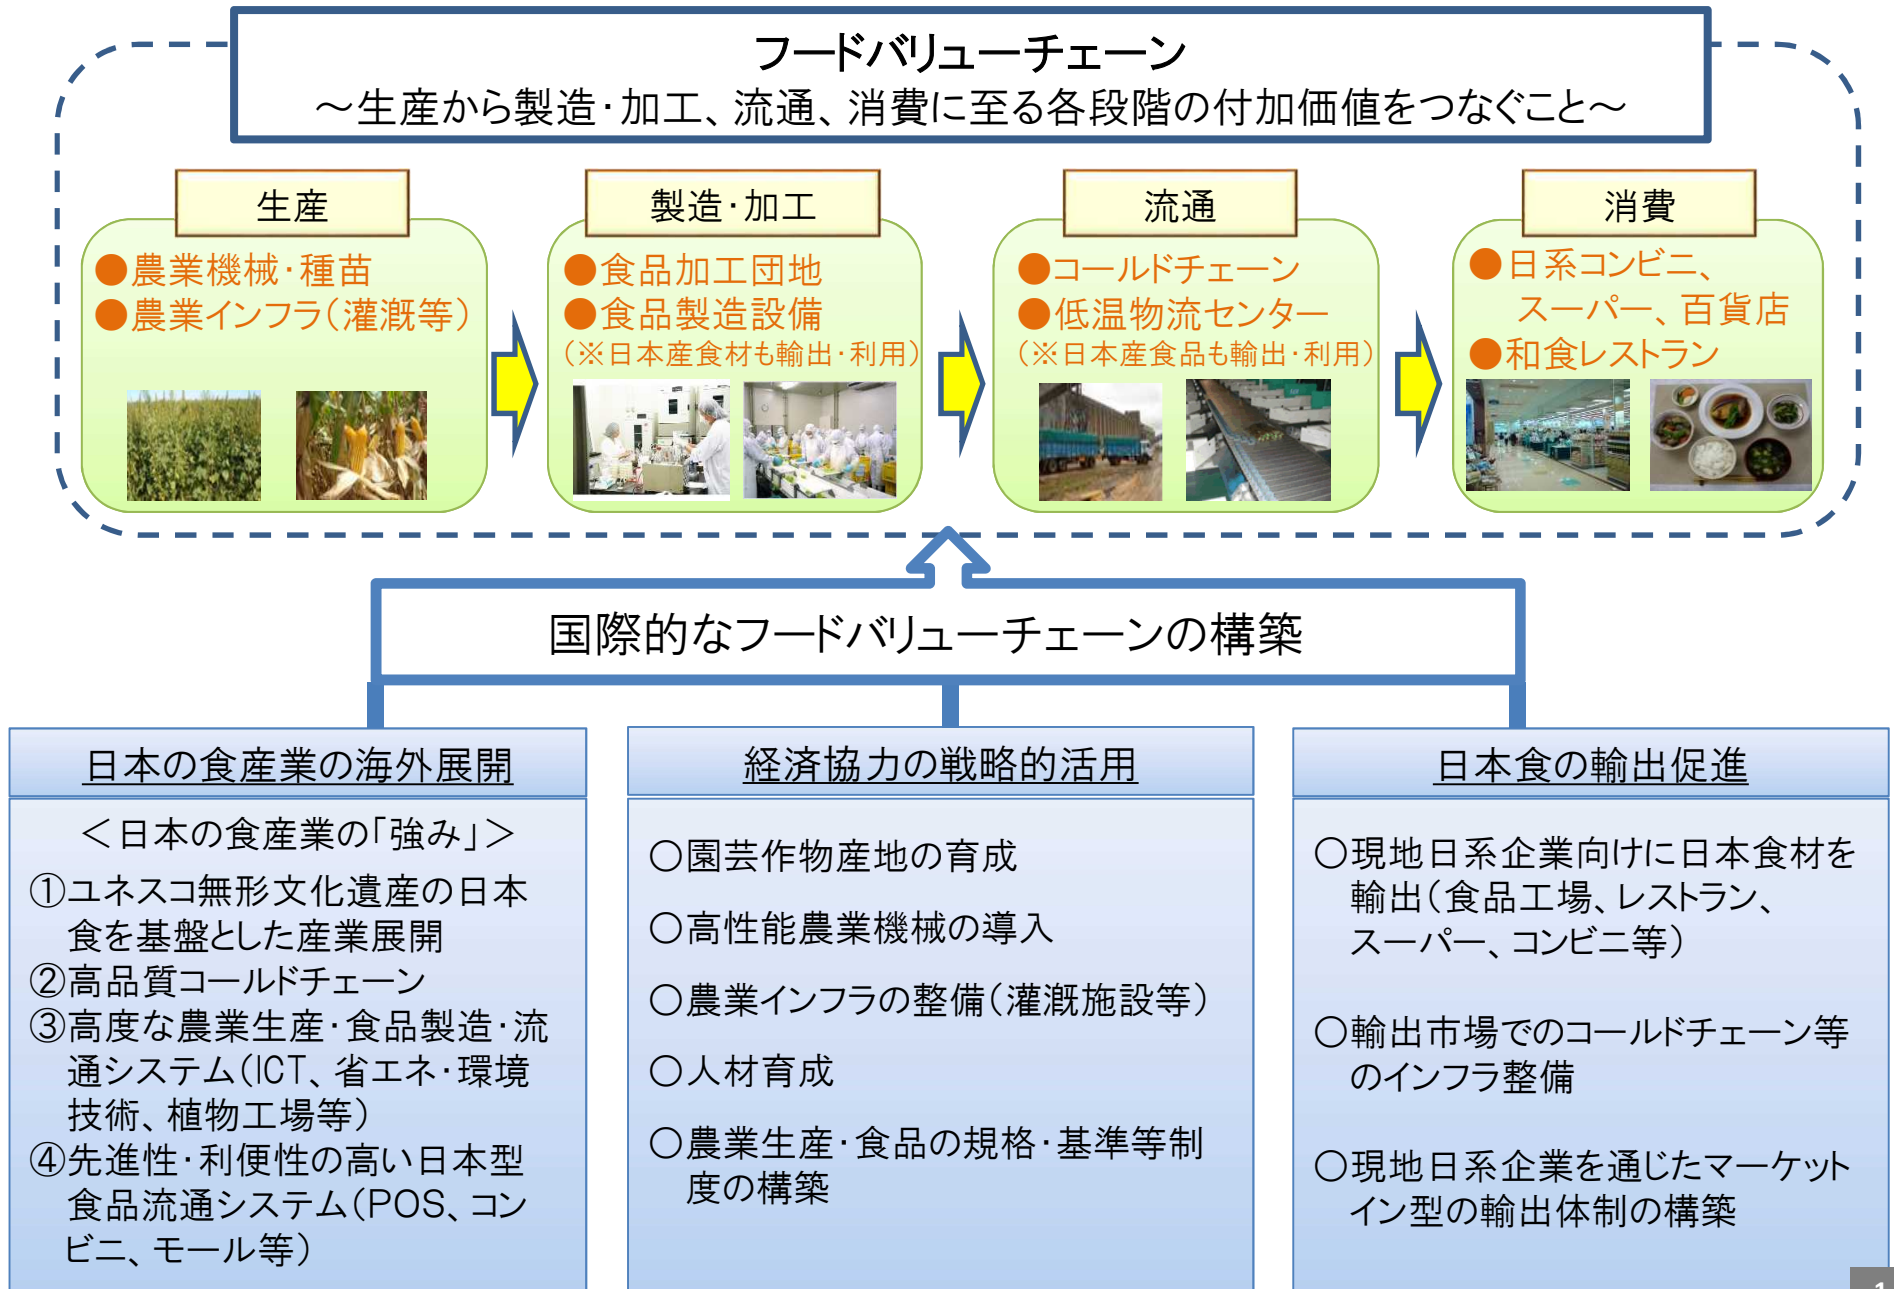 フードバリューチェーン
～生産から製造・加工、流通、消費に至る各段階の付加価値をつなぐこと～
生産
●農業機械・種苗
●農業インフラ（灌漑等）
製造・加工
●食品加工団地
●食品製造設備
（※日本産食材も輸出・利用）
流通
●コールドチェーン
●低温物流センター
（※日本産食品も輸出・利用）
消費
●日系コンビニ、
スーパー、百貨店
●和食レストラン
国際的なフードバリューチェーンの構築
日本の食産業の海外展開
＜日本の食産業の「強み」＞
①ユネスコ無形文化遺産の日本
食を基盤とした産業展開
②高品質コールドチェーン
③高度な農業生産・食品製造・流
通システム（ICT、省エネ・環境
技術、植物工場等）
④先進性・利便性の高い日本型
食品流通システム（POS、コン
ビニ、モール等）
経済協力の戦略的活用
○園芸作物産地の育成
○高性能農業機械の導入
○農業インフラの整備（灌漑施設等）
○人材育成
○農業生産・食品の規格・基準等制
度の構築
日本食の輸出促進
○現地日系企業向けに日本食材を
輸出（食品工場、レストラン、
スーパー、コンビニ等）
○輸出市場でのコールドチェーン等
のインフラ整備
○現地日系企業を通じたマーケット
イン型の輸出体制の構築